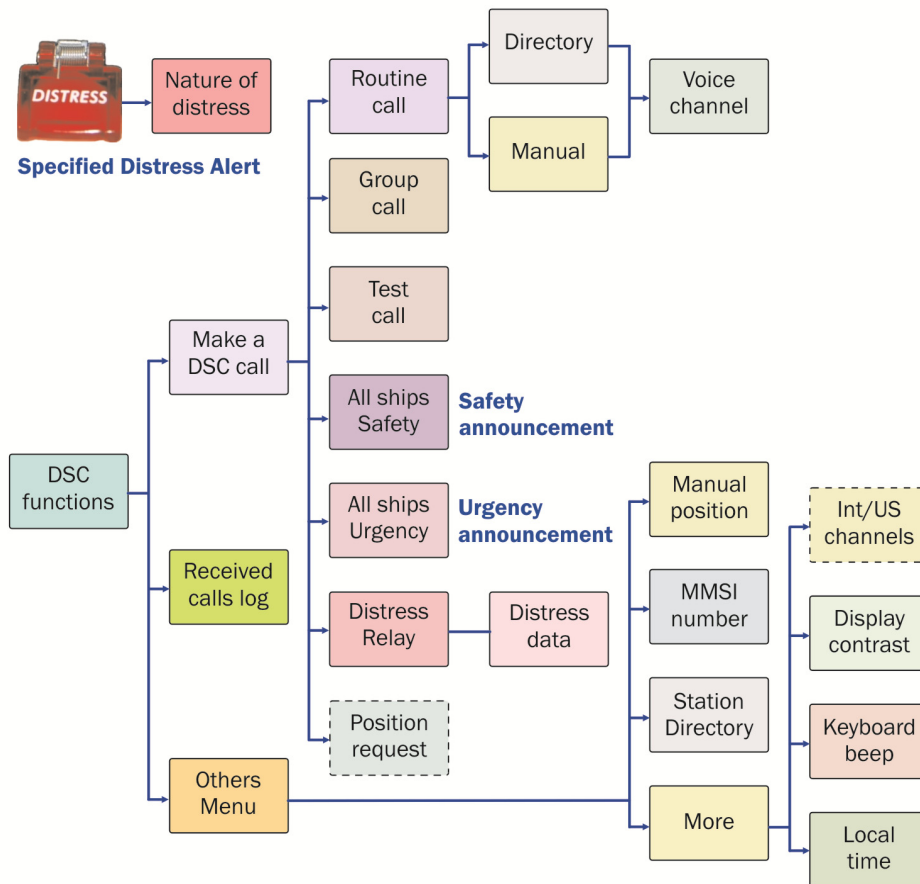 DISTRESS
Nature of
distress
Specified Distress Alert
Routine
call
Directory
Manual
Voice
channel
Group
call
Test
call
Make a
DSC call
All ships
Safety
Safety
announcement
DSC
functions
All ships
Urgency
Urgency
announcement
Received
calls log
Distress
Relay
Distress
data
Position
request
Others
Menu
Manual
position
MMSI
number
Station
Directory
More
Int/US
channels
Display
contrast
Keyboard
beep
Local
time